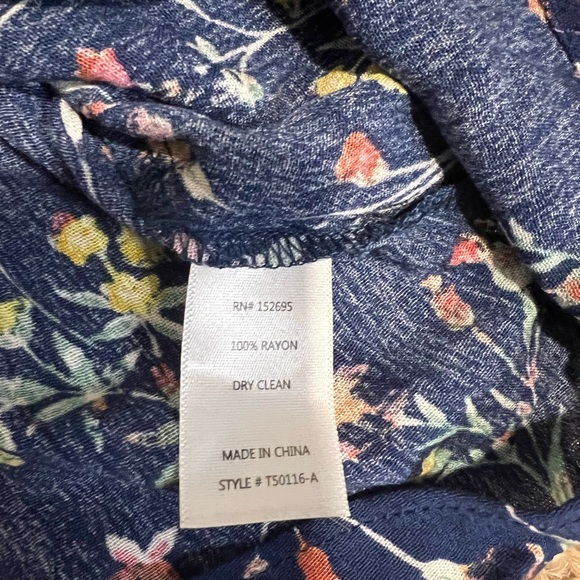 RN# 152695
100% RAYON
DRY CLEAN
MADE IN CHINA
STYLE # T50116-A